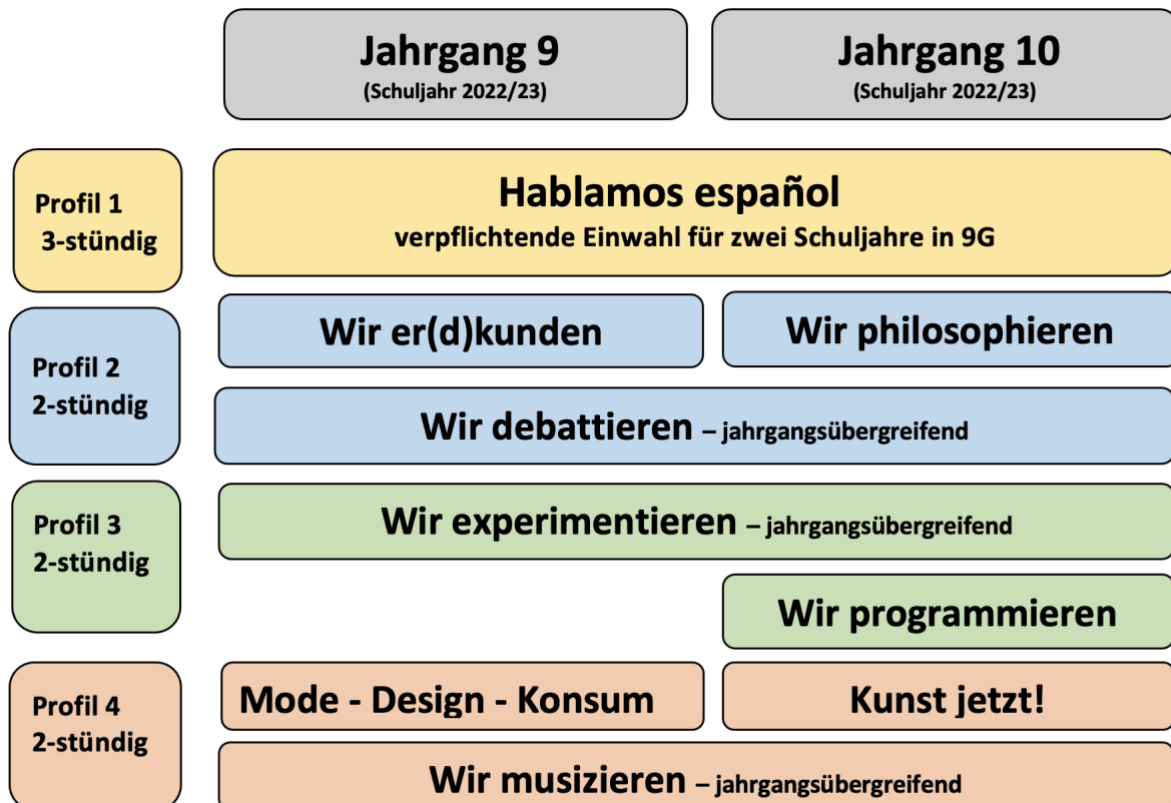 Jahrgang 9
(Schuljahr 2022/23)
Jahrgang 10
(Schuljahr 2022/23)
Profil 1
3-stündig
Hablamos español
verpflichtende Einwahl für zwei Schuljahre in 9G
Profil 2
2-stündig
Wir er(d)kunden
Wir philosophieren
Wir debattieren – jahrgangsübergreifend
Profil 3
2-stündig
Wir experimentieren – jahrgangsübergreifend
Wir programmieren
Profil 4
2-stündig
Mode - Design - Konsum
Kunst jetzt!
Wir musizieren – jahrgangsübergreifend